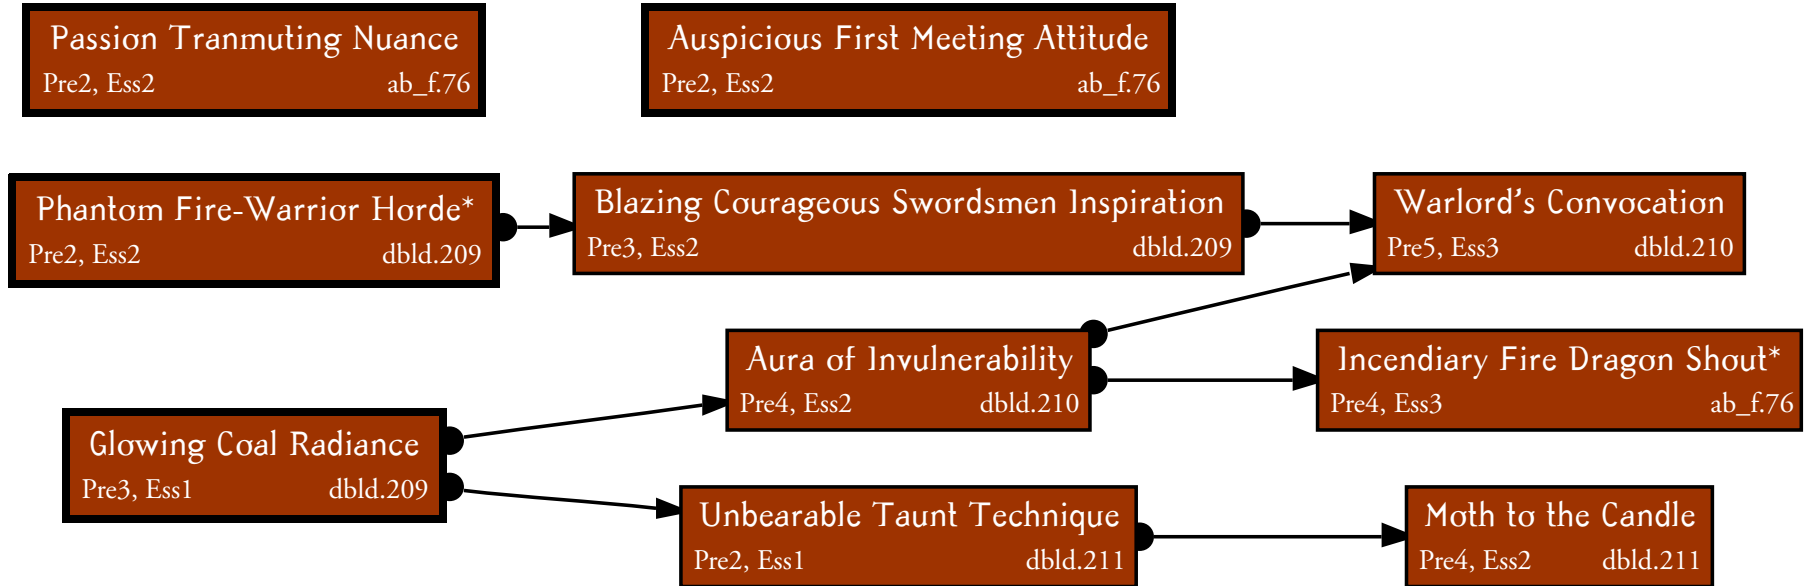 Passion Tranmuting Nuance
Pre2, Ess2 ab_f.76
Auspicious First Meeting Attitude
Pre2, Ess2 ab_f.76
Phantom Fire-Warrior Horde*
Pre2, Ess2 dbld.209
Blazing Courageous Swordsmen Inspiration
Pre3, Ess2 dbld.209
Warlord's Convocation
Pre5, Ess3 dbld.210
Aura of Invulnerability
Pre4, Ess2 dbld.210
Incendiary Fire Dragon Shout*
Pre4, Ess3 ab_f.76
Glowing Coal Radiance
Pre3, Ess1 dbld.209
Unbearable Taunt Technique
Pre2, Ess1 dbld.211
Moth to the Candle
Pre4, Ess2 dbld.211